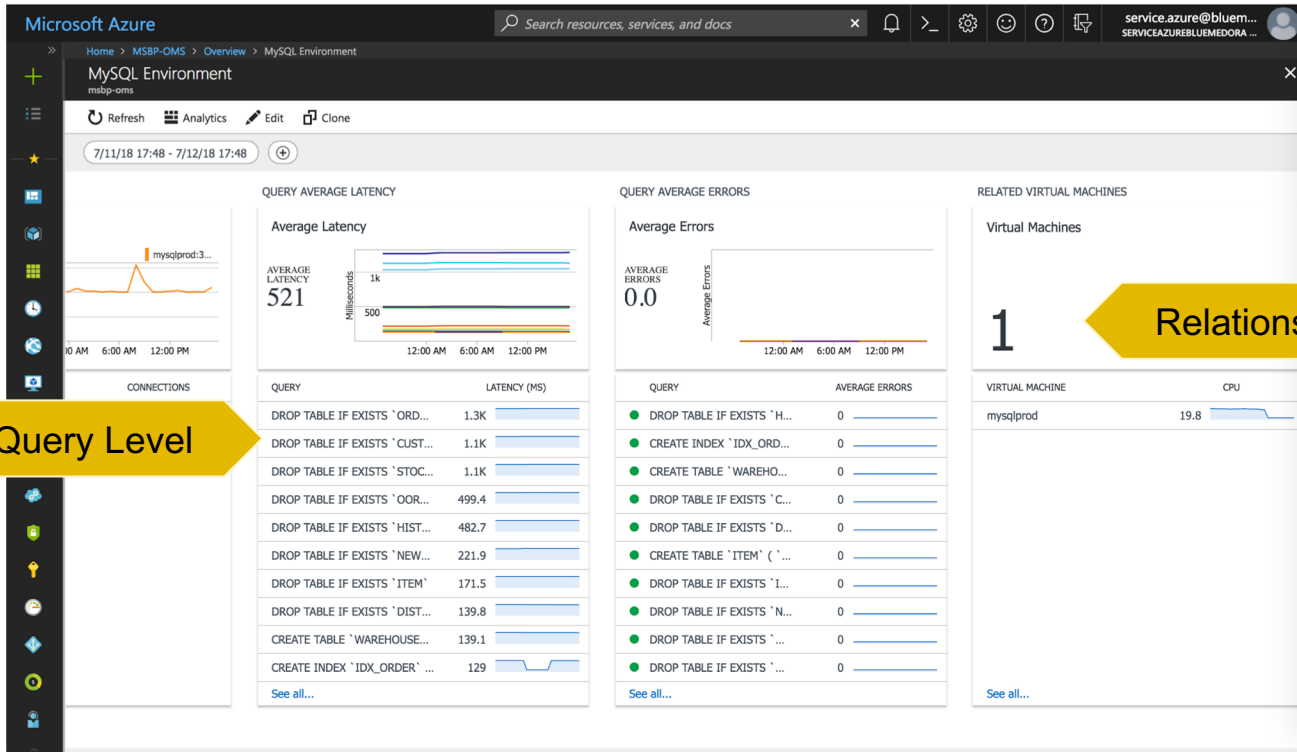 Microsoft Azure
Search resources, services, and docs
service.azure@bluem...
SERVICEAZUREBLUEMEDORA ...
Home > MSBP-OMS > Overview > MySQL Environment
MySQL Environment
msbp-oms
Refresh Analytics Edit Clone
7/11/18 17:48 - 7/12/18 17:48
mysqlprod:3...
00 AM 6:00 AM 12:00 PM
CONNECTIONS
Query Level
QUERY AVERAGE LATENCY
Average Latency
AVERAGE
LATENCY
521
Milliseconds
1k
500
12:00 AM 6:00 AM 12:00 PM
QUERY LATENCY (MS)
DROP TABLE IF EXISTS `ORD... 1.3K
DROP TABLE IF EXISTS `CUST... 1.1K
DROP TABLE IF EXISTS `STOC... 1.1K
DROP TABLE IF EXISTS `OOR... 499.4
DROP TABLE IF EXISTS `HIST... 482.7
DROP TABLE IF EXISTS `NEW... 221.9
DROP TABLE IF EXISTS `ITEM` 171.5
DROP TABLE IF EXISTS `DIST... 139.8
CREATE TABLE `WAREHOUSE... 139.1
CREATE INDEX `IDX_ORDER` ... 129
See all...
QUERY AVERAGE ERRORS
Average Errors
AVERAGE
ERRORS
0.0
Average Errors
12:00 AM 6:00 AM 12:00 PM
QUERY AVERAGE ERRORS
DROP TABLE IF EXISTS `H... 0
CREATE INDEX `IDX_ORD... 0
CREATE TABLE `WAREHO... 0
DROP TABLE IF EXISTS `C... 0
DROP TABLE IF EXISTS `D... 0
CREATE TABLE `ITEM` ( `... 0
DROP TABLE IF EXISTS `I... 0
DROP TABLE IF EXISTS `N... 0
DROP TABLE IF EXISTS `... 0
DROP TABLE IF EXISTS `... 0
See all...
RELATED VIRTUAL MACHINES
Virtual Machines
1
Relations
VIRTUAL MACHINE CPU
mysqlprod 19.8
See all...